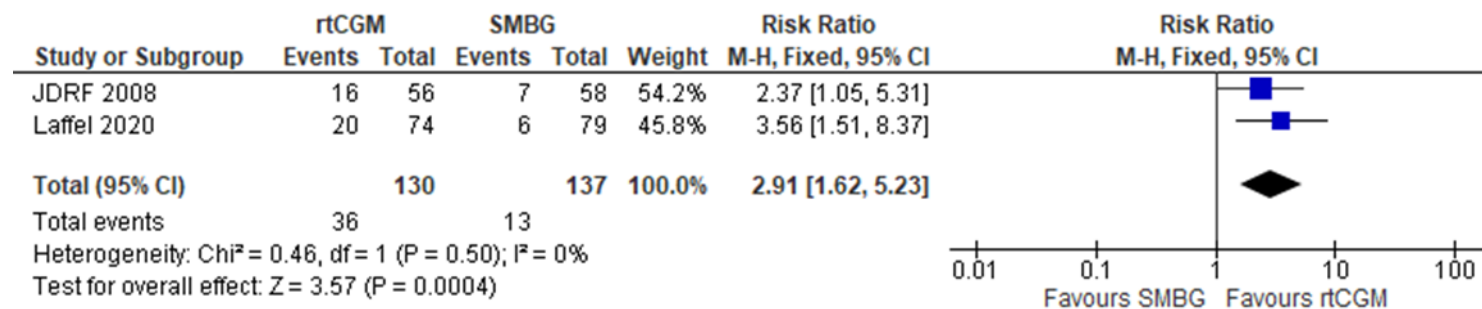 rtCGM SMBG Risk Ratio Risk Ratio
Study or Subgroup Events Total Events Total Weight M-H, Fixed, 95% CI M-H, Fixed, 95% CI
JDRF 2008 16 56 7 58 54.2% 2.37 [1.05, 5.31]
Laffel 2020 20 74 6 79 45.8% 3.56 [1.51, 8.37]
Total (95% CI) 130 137 100.0% 2.91 [1.62, 5.23]
Total events 36 13
Heterogeneity: Chi² = 0.46, df = 1 (P = 0.50); I² = 0%
Test for overall effect: Z = 3.57 (P = 0.0004)
0.01 0.1 1 10 100
Favours SMBG Favours rtCGM